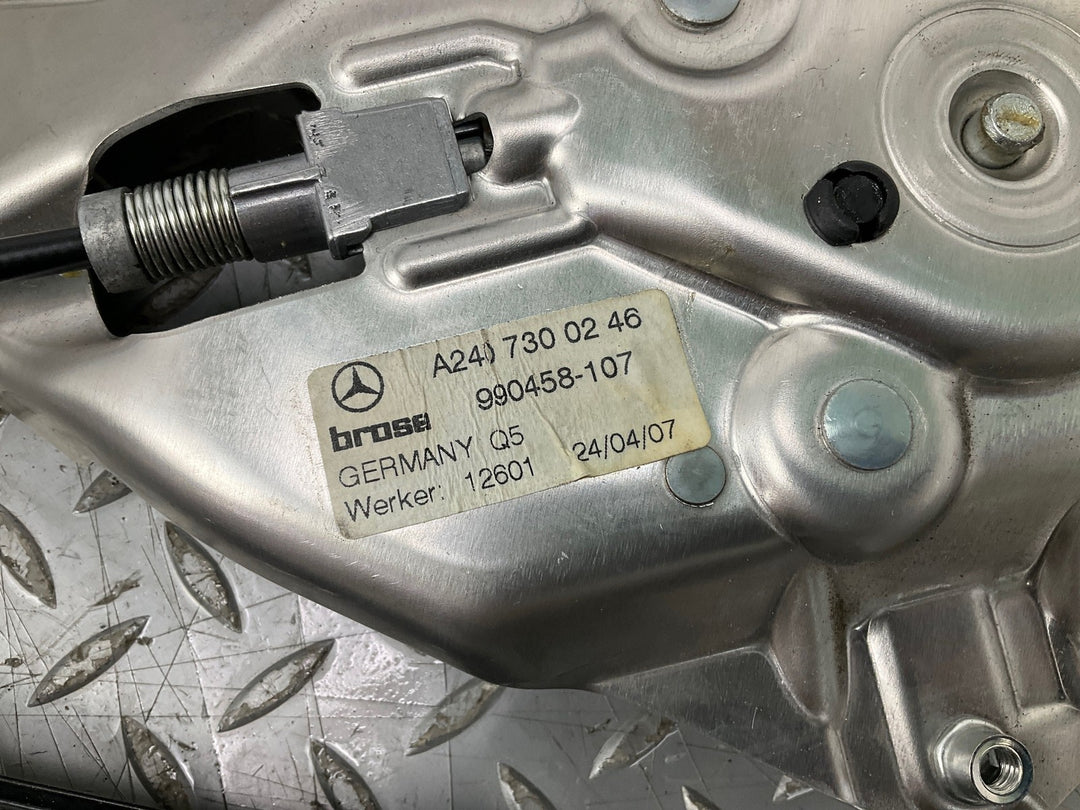 A240 730 02 46
990458-107
brose
GERMANY Q5
Werker: 12601 24/04/07